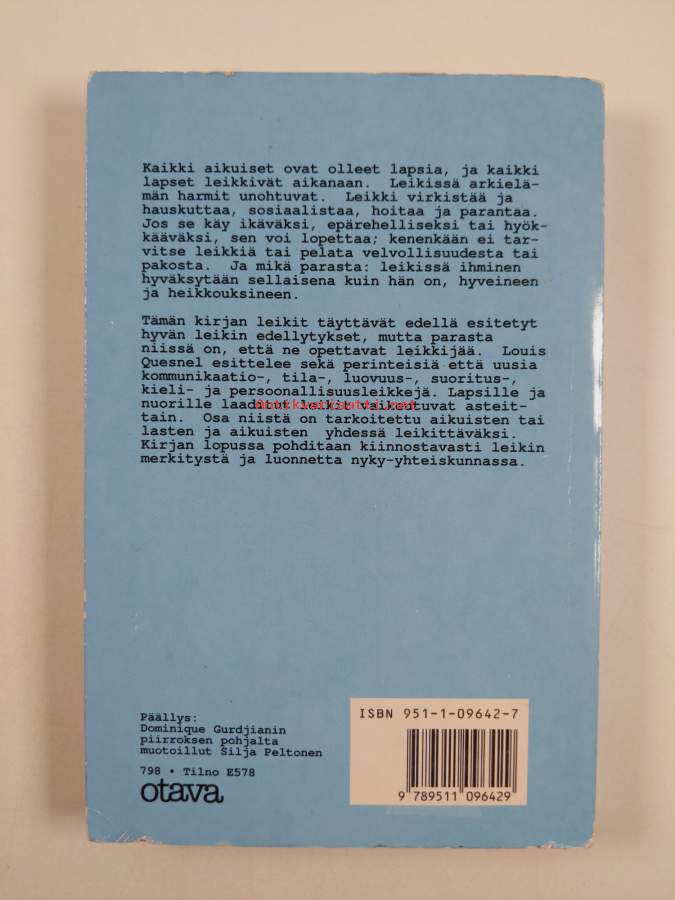 Kaikki aikuiset ovat olleet lapsia, ja kaikki
lapset leikkivät aikanaan. Leikissä arkielä-
män harmit unohtuvat. Leikki virkistää ja
hauskuttaa, sosiaalistaa, hoitaa ja parantaa.
Jos se käy ikäväksi, epärehelliseksi tai hyök-
kääväksi, sen voi lopettaa; kenenkään ei tar-
vitse leikkiä tai pelata velvollisuudesta tai
pakosta. Ja mikä parasta: leikissä ihminen
hyväksytään sellaisena kuin hän on, hyveineen
ja heikkouksineen.
Tämän kirjan leikit täyttävät edellä esitetyt
hyvän leikin edellytykset, mutta parasta
niissä on, että ne opettavat leikkijää. Louis
Quesnel esittelee sekä perinteisiä että uusia
kommunikaatio-, tila-, luovuus-, suoritus-,
kieli- ja persoonallisuusleikkejä. Lapsille ja
nuorille laaditut leikit vaikeutuvat asteit-
Antikvariaatti.net
tain. Osa niistä on tarkoitettu aikuisten tai
lasten ja aikuisten yhdessä leikittäväksi.
Kirjan lopussa pohditaan kiinnostavasti leikin
merkitystä ja luonnetta nyky-yhteiskunnassa.
Päällys:
Dominique Gurdjianin
piirroksen pohjalta
muotoillut Silja Peltonen
798 • Tilno E578
otava
ISBN 951-1-09642-7
9 789511 096429